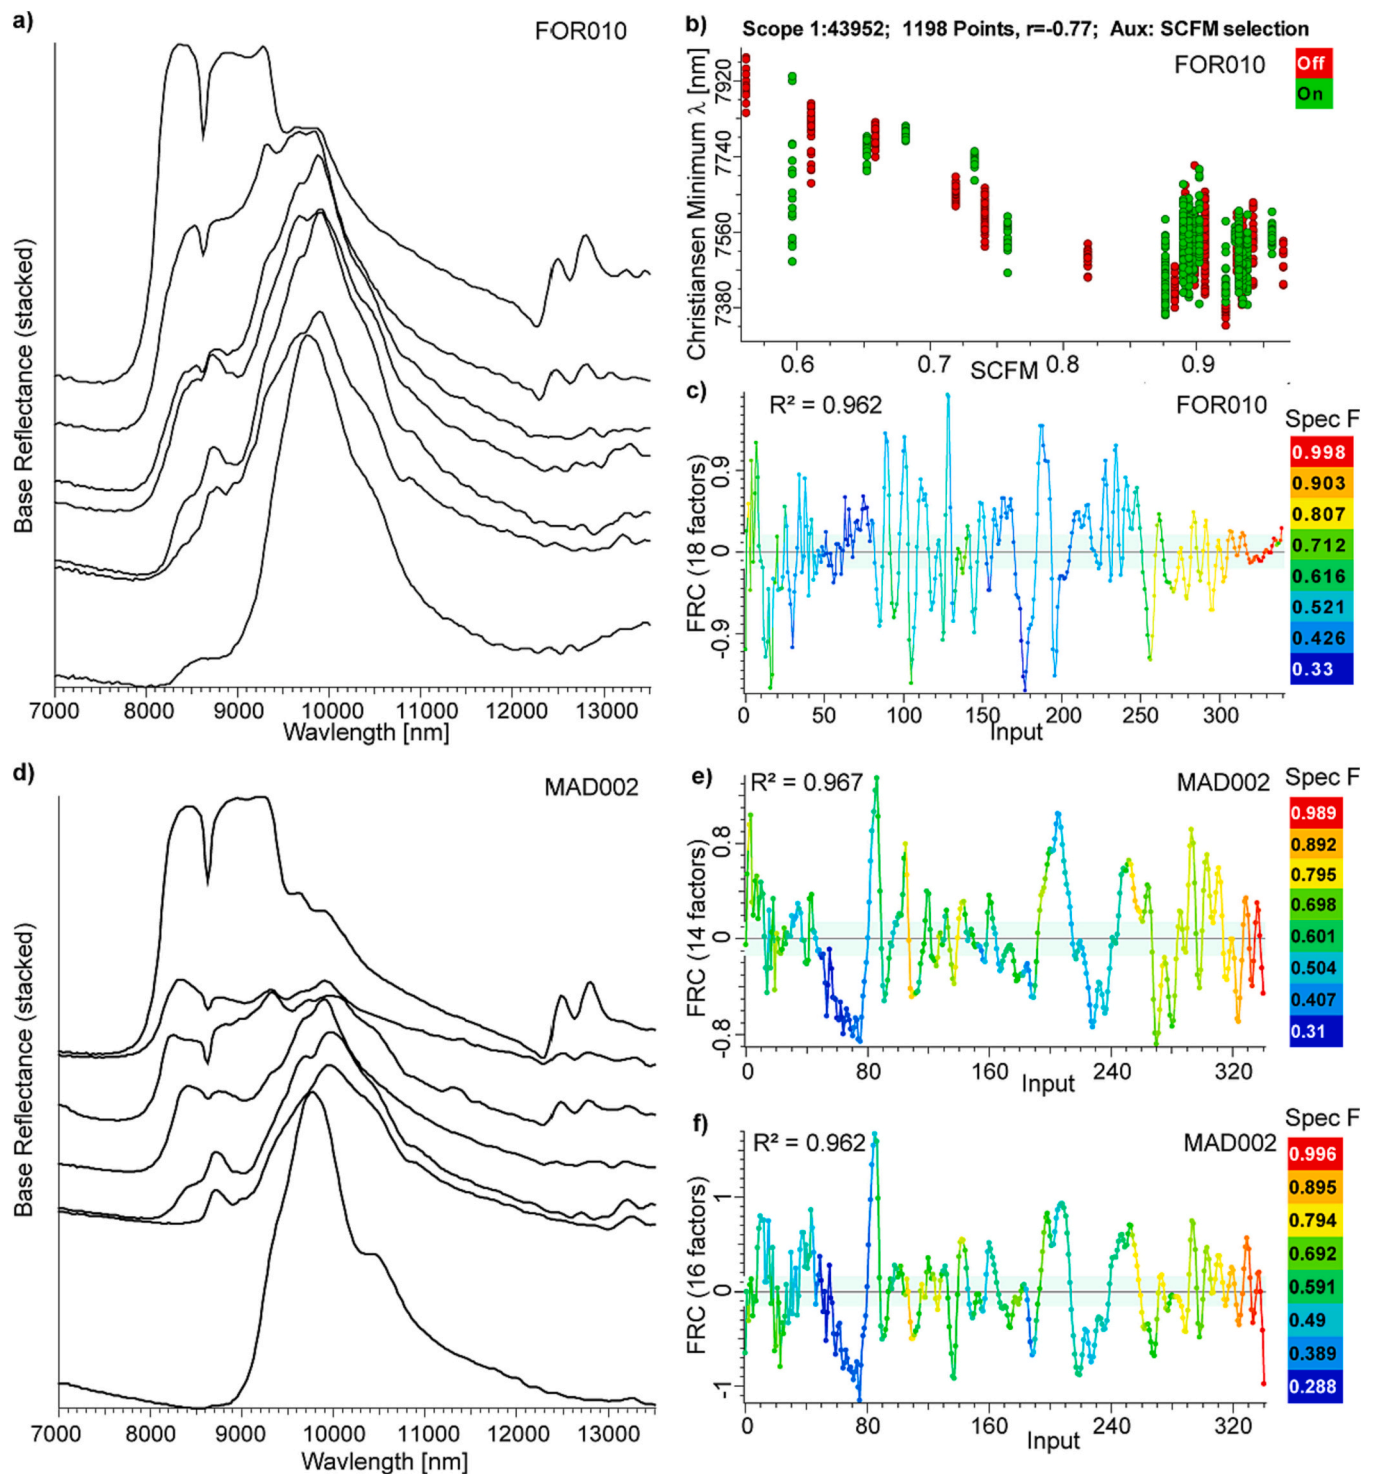 a)
FOR010
Base Reflectance (stacked)
7000 8000 9000 10000 11000 12000 13000
Wavlength [nm]
b) Scope 1:43952; 1198 Points, r=-0.77; Aux: SCFM selection
FOR010
Off
On
Christiansen Minimum λ [nm]
7920
7740
7560
7380
0.6 0.7 0.8 0.9
SCFM
c)
R² = 0.962
FOR010
Spec F
0.998
0.903
0.807
0.712
0.616
0.521
0.426
0.33
FRC (18 factors)
0.9
0
-0.9
0 50 100 150 200 250 300
Input
d)
MAD002
Base Reflectance (stacked)
7000 8000 9000 10000 11000 12000 13000
Wavlength [nm]
e)
R² = 0.967
MAD002
Spec F
0.989
0.892
0.795
0.698
0.601
0.504
0.407
0.31
FRC (14 factors)
0.8
0
-0.8
0 80 160 240 320
Input
f)
R² = 0.962
MAD002
Spec F
0.996
0.895
0.794
0.692
0.591
0.49
0.389
0.288
FRC (16 factors)
1
0
-1
0 80 160 240 320
Input